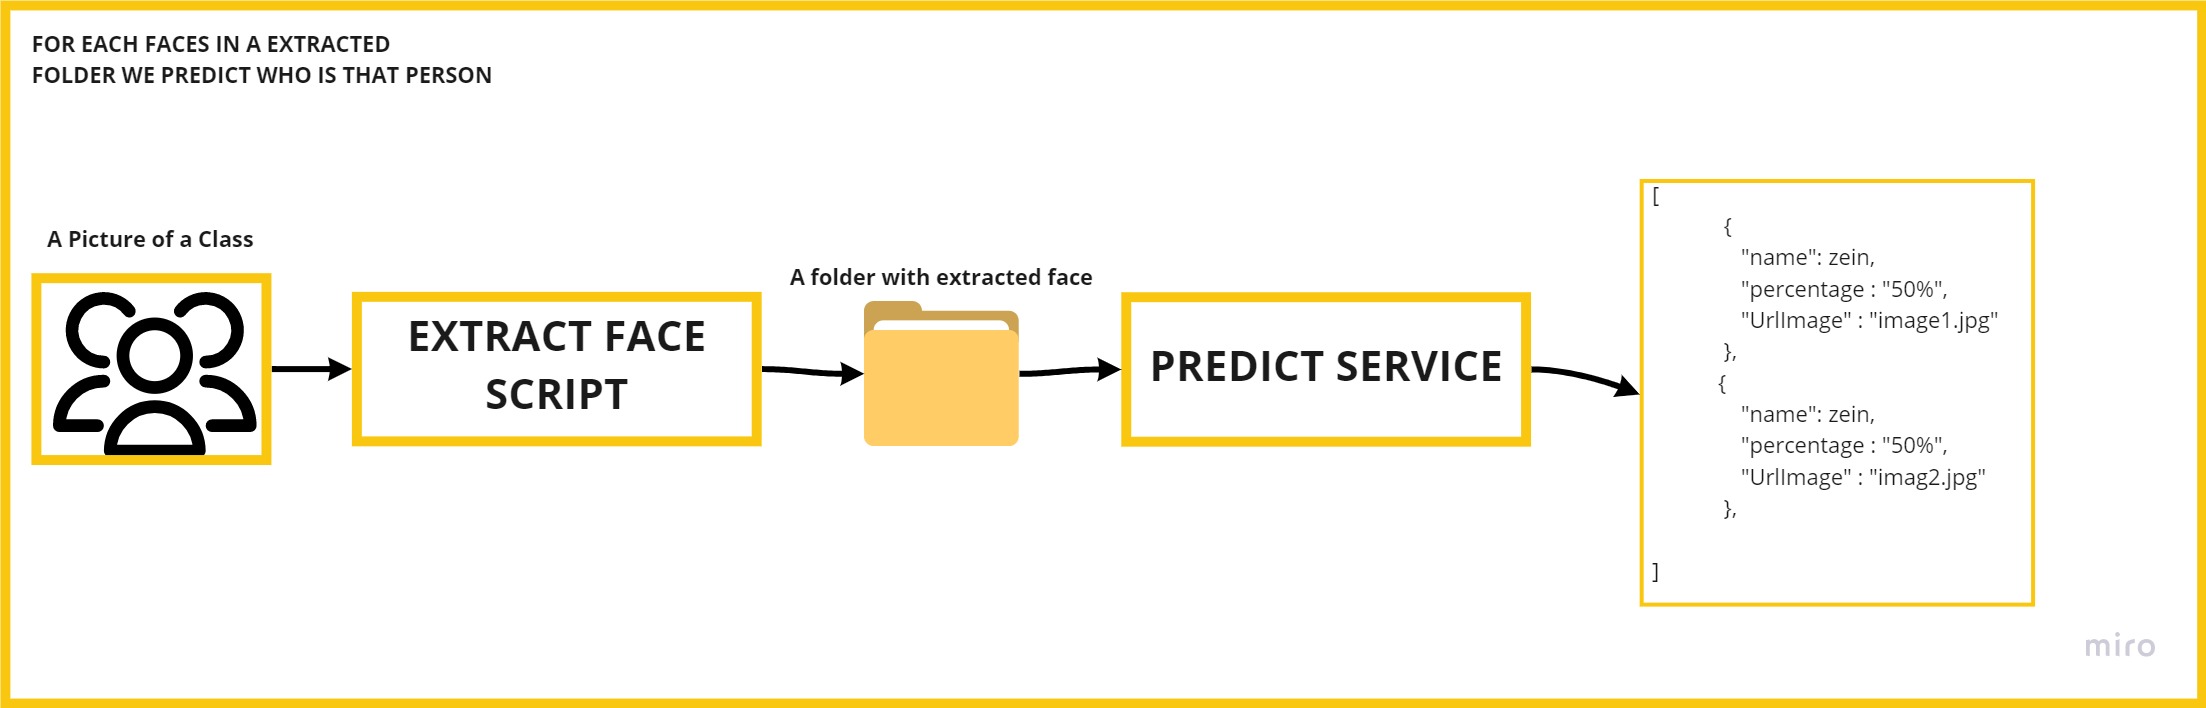 FOR EACH FACES IN A EXTRACTED
FOLDER WE PREDICT WHO IS THAT PERSON
A Picture of a Class
EXTRACT FACE
SCRIPT
A folder with extracted face
PREDICT SERVICE
[
{
"name": zein,
"percentage : "50%",
"UrlImage" : "image1.jpg"
},
{
"name": zein,
"percentage : "50%",
"UrlImage" : "imag2.jpg"
},
]
miro